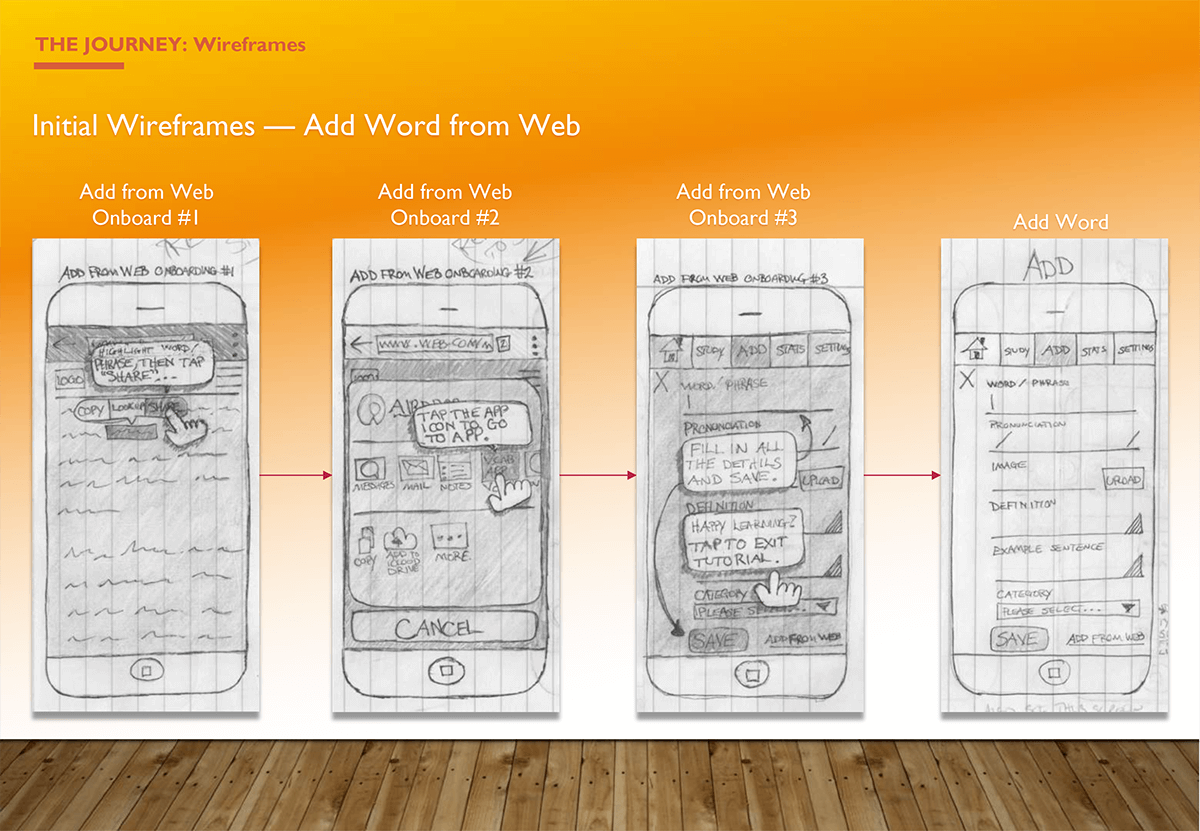 THE JOURNEY: Wireframes
Initial Wireframes — Add Word from Web
Add from Web
Onboard #1
Add from Web
Onboard #2
Add from Web
Onboard #3
Add Word
ADD FROM WEB ONBOARDING #1
HIGHLIGHT WORD/
PHRASE, THEN TAP
"SHARE"...
LOGO
COPY LOOKUP SHARE
ADD FROM WEB ONBOARDING #2
WWW.WEB.COM/
2
AIRDROP
TAP THE APP
ICON TO GO
TO APP.
MESSAGES MAIL NOTES
COPY ADD TO
ICLOUD
DRIVE
MORE
CANCEL
ADD FROM WEB ONBOARDING #3
STUDY ADD STATS SETTINGS
X WORD / PHRASE
PRONUNCIATION
FILL IN ALL
THE DETAILS
AND SAVE.
UPLOAD
DEFINITION
HAPPY LEARNING!
TAP TO EXIT
TUTORIAL.
CATEGORY
PLEASE SELECT...
SAVE ADD FROM WEB
ADD
STUDY ADD STATS SETTINGS
X WORD / PHRASE
PRONUNCIATION
IMAGE
UPLOAD
DEFINITION
EXAMPLE SENTENCE
CATEGORY
PLEASE SELECT...
SAVE ADD FROM WEB